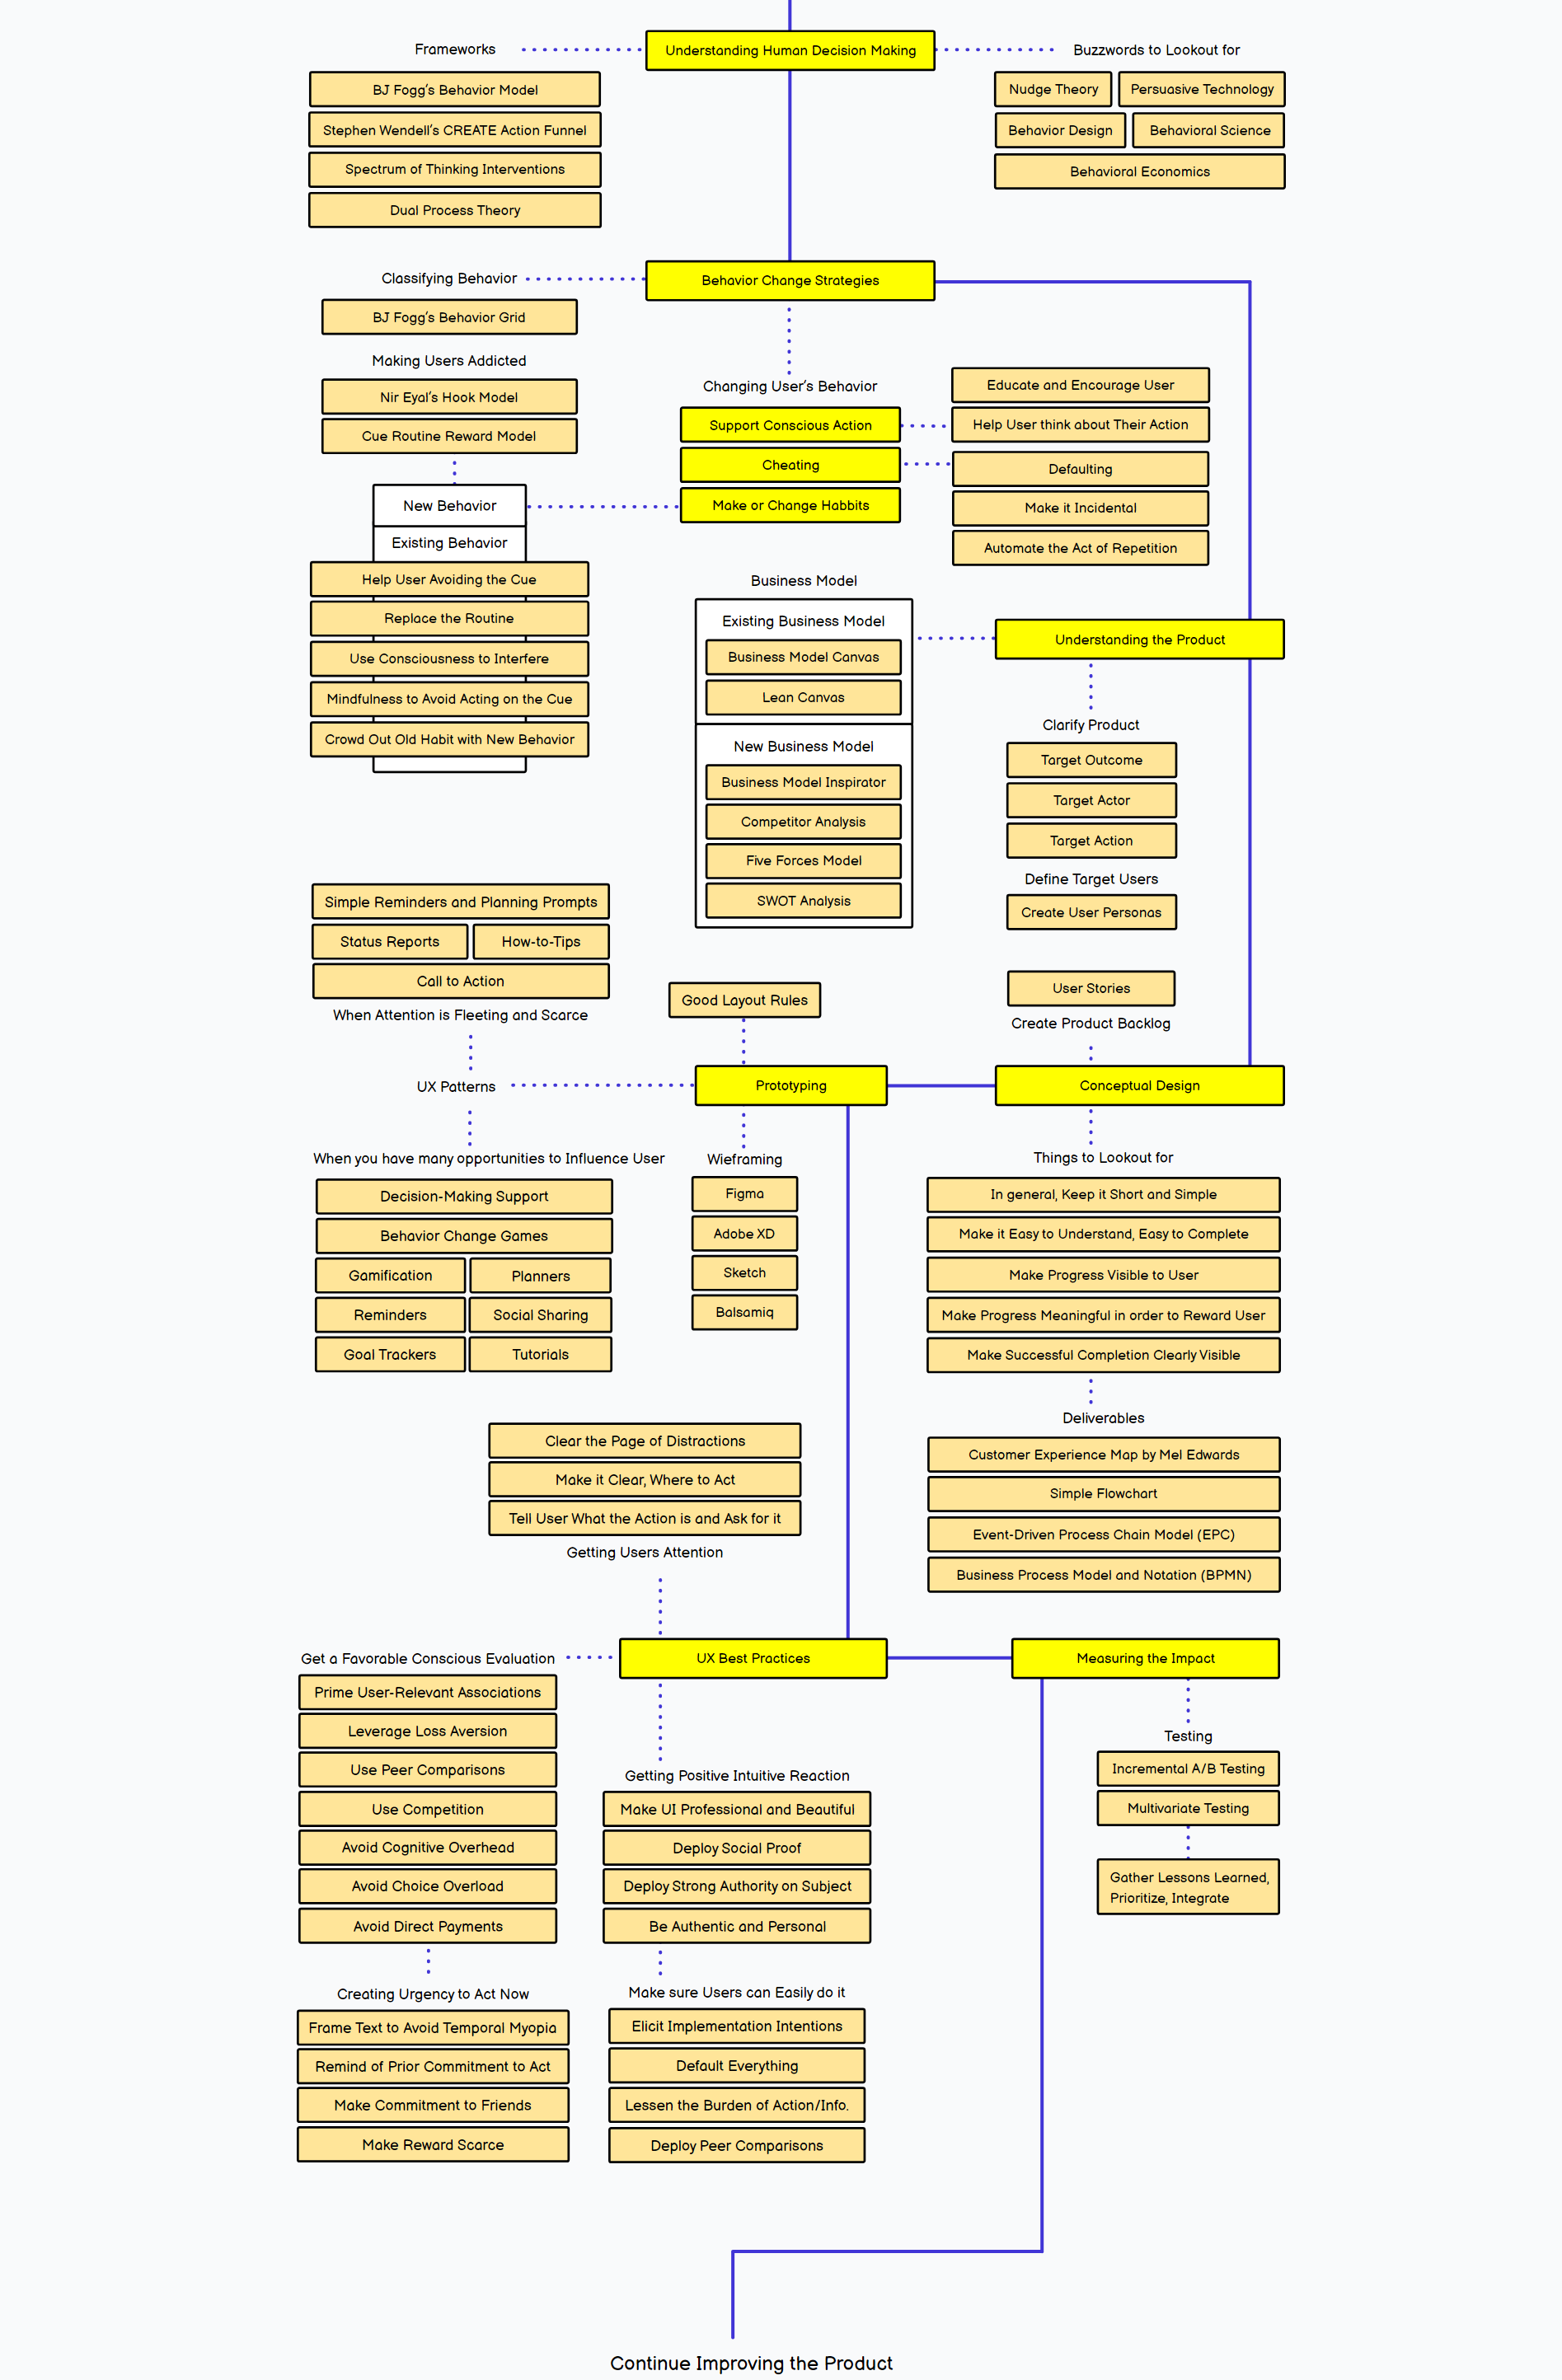 Frameworks
Understanding Human Decision Making
Buzzwords to Lookout for
BJ Fogg's Behavior Model
Stephen Wendell's CREATE Action Funnel
Spectrum of Thinking Interventions
Dual Process Theory
Nudge Theory
Persuasive Technology
Behavior Design
Behavioral Science
Behavioral Economics
Classifying Behavior
Behavior Change Strategies
BJ Fogg's Behavior Grid
Making Users Addicted
Nir Eyal's Hook Model
Cue Routine Reward Model
Changing User's Behavior
Support Conscious Action
Cheating
Make or Change Habbits
Educate and Encourage User
Help User think about Their Action
Defaulting
Make it Incidental
Automate the Act of Repetition
New Behavior
Existing Behavior
Help User Avoiding the Cue
Replace the Routine
Use Consciousness to Interfere
Mindfulness to Avoid Acting on the Cue
Crowd Out Old Habit with New Behavior
Business Model
Existing Business Model
Business Model Canvas
Lean Canvas
New Business Model
Business Model Inspirator
Competitor Analysis
Five Forces Model
SWOT Analysis
Understanding the Product
Clarify Product
Target Outcome
Target Actor
Target Action
Define Target Users
Create User Personas
User Stories
Create Product Backlog
Simple Reminders and Planning Prompts
Status Reports
How-to-Tips
Call to Action
When Attention is Fleeting and Scarce
Good Layout Rules
UX Patterns
Prototyping
Conceptual Design
When you have many opportunities to Influence User
Decision-Making Support
Behavior Change Games
Gamification
Planners
Reminders
Social Sharing
Goal Trackers
Tutorials
Wieframing
Figma
Adobe XD
Sketch
Balsamiq
Things to Lookout for
In general, Keep it Short and Simple
Make it Easy to Understand, Easy to Complete
Make Progress Visible to User
Make Progress Meaningful in order to Reward User
Make Successful Completion Clearly Visible
Deliverables
Customer Experience Map by Mel Edwards
Simple Flowchart
Event-Driven Process Chain Model (EPC)
Business Process Model and Notation (BPMN)
Clear the Page of Distractions
Make it Clear, Where to Act
Tell User What the Action is and Ask for it
Getting Users Attention
Get a Favorable Conscious Evaluation
UX Best Practices
Measuring the Impact
Prime User-Relevant Associations
Leverage Loss Aversion
Use Peer Comparisons
Use Competition
Avoid Cognitive Overhead
Avoid Choice Overload
Avoid Direct Payments
Creating Urgency to Act Now
Frame Text to Avoid Temporal Myopia
Remind of Prior Commitment to Act
Make Commitment to Friends
Make Reward Scarce
Getting Positive Intuitive Reaction
Make UI Professional and Beautiful
Deploy Social Proof
Deploy Strong Authority on Subject
Be Authentic and Personal
Make sure Users can Easily do it
Elicit Implementation Intentions
Default Everything
Lessen the Burden of Action/Info.
Deploy Peer Comparisons
Testing
Incremental A/B Testing
Multivariate Testing
Gather Lessons Learned,
Prioritize, Integrate
Continue Improving the Product